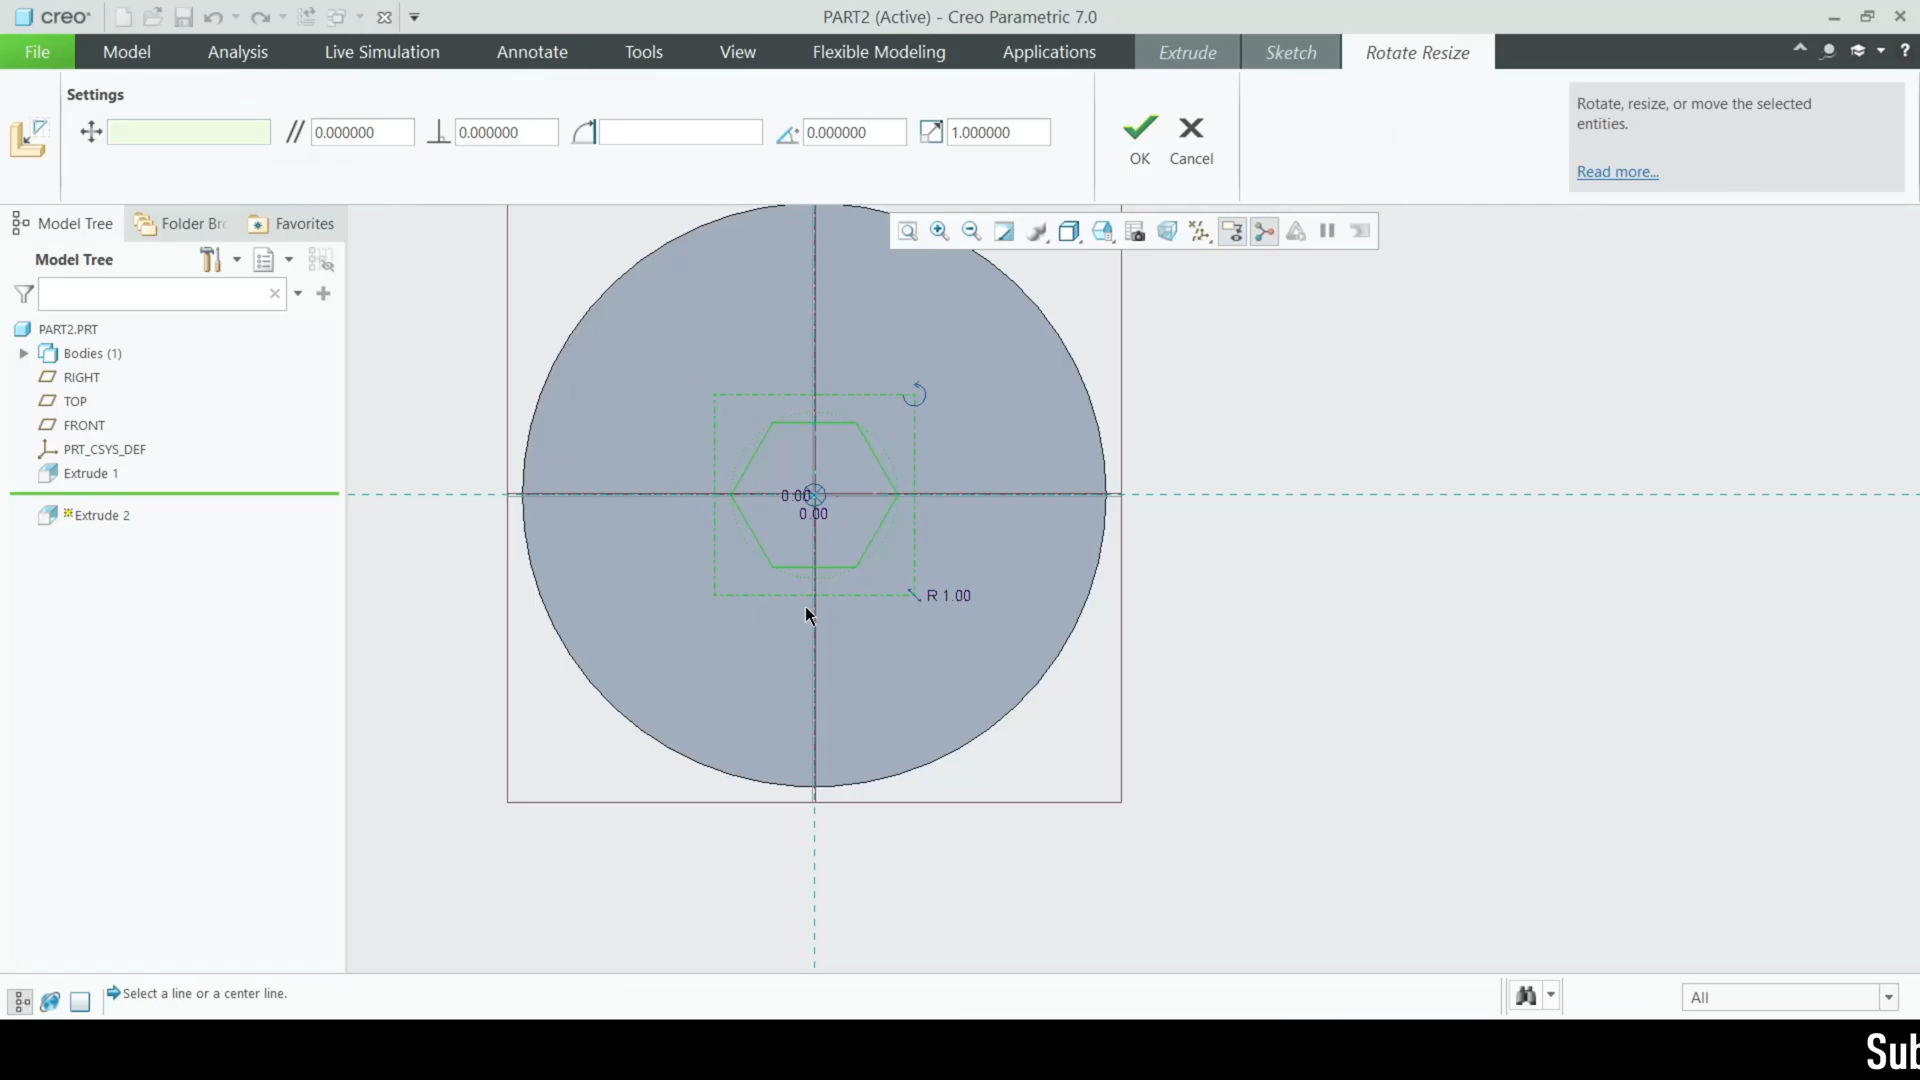 creo
PART2 (Active) - Creo Parametric 7.0
File
Model
Analysis
Live Simulation
Annotate
Tools
View
Flexible Modeling
Applications
Extrude
Sketch
Rotate Resize
?
Settings
0.000000
0.000000
0.000000
1.000000
OK
Cancel
Rotate, resize, or move the selected
entities.
Read more...
Model Tree
Folder Br
Favorites
Model Tree
PART2.PRT
Bodies (1)
RIGHT
TOP
FRONT
PRT_CSYS_DEF
Extrude 1
Extrude 2
0.00
0.00
R 1.00
Select a line or a center line.
All
Sub